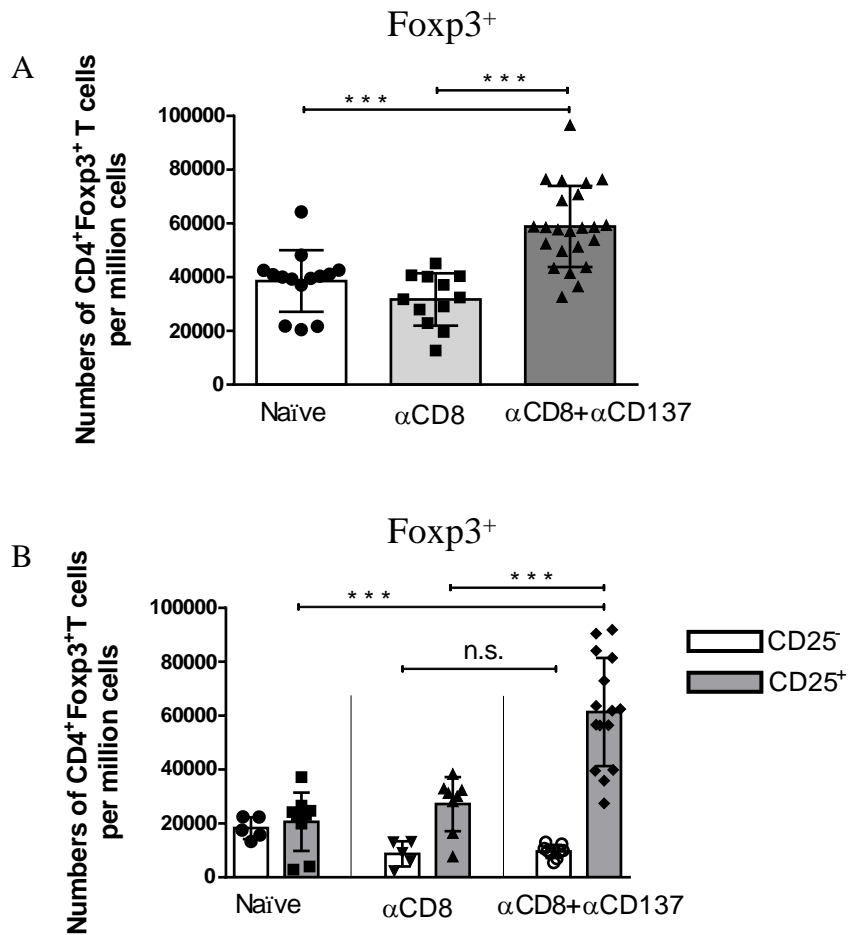 Foxp3⁺
A
Numbers of CD4⁺Foxp3⁺ T cells
per million cells
* * *
* * *
100000
80000
60000
40000
20000
0
Naïve αCD8 αCD8+αCD137
Foxp3⁺
B
Numbers of CD4⁺Foxp3⁺T cells
per million cells
* * *
* * *
n.s.
100000
80000
60000
40000
20000
0
Naïve αCD8 αCD8+αCD137
CD25⁻
CD25⁺